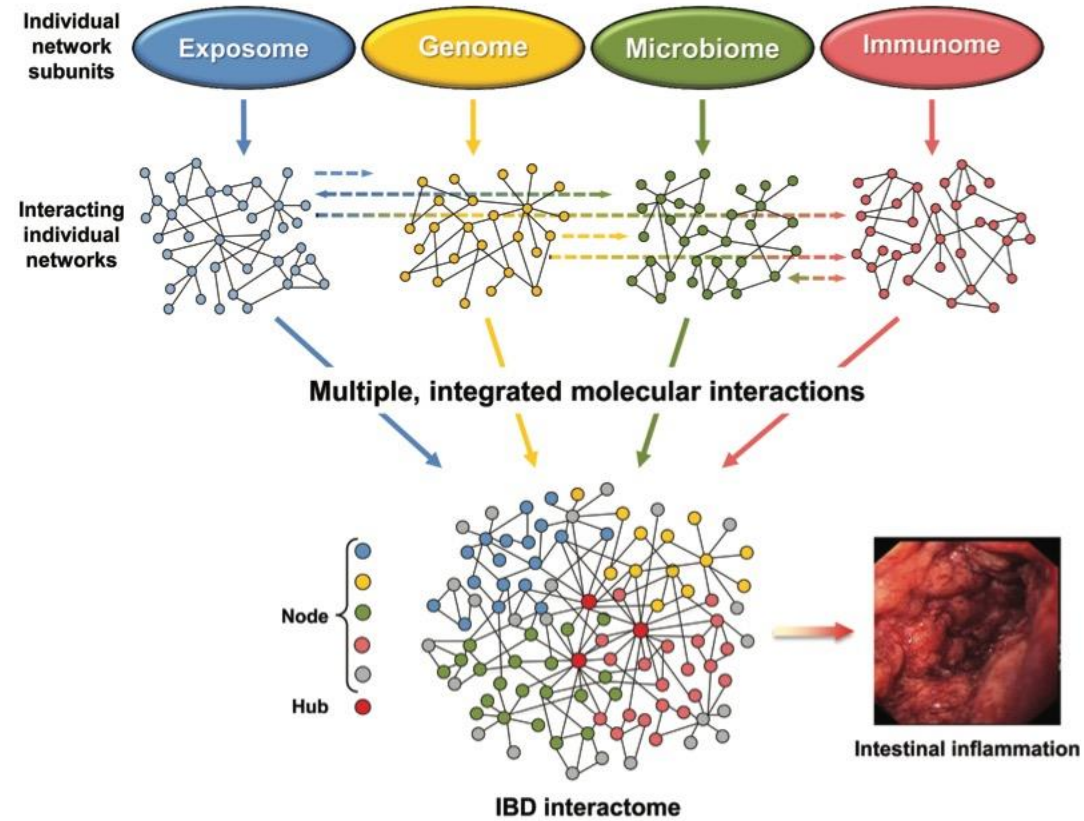 Individual
network
subunits
Exposome
Genome
Microbiome
Immunome
Interacting
individual
networks
Multiple, integrated molecular interactions
Node
Hub
Intestinal inflammation
IBD interactome